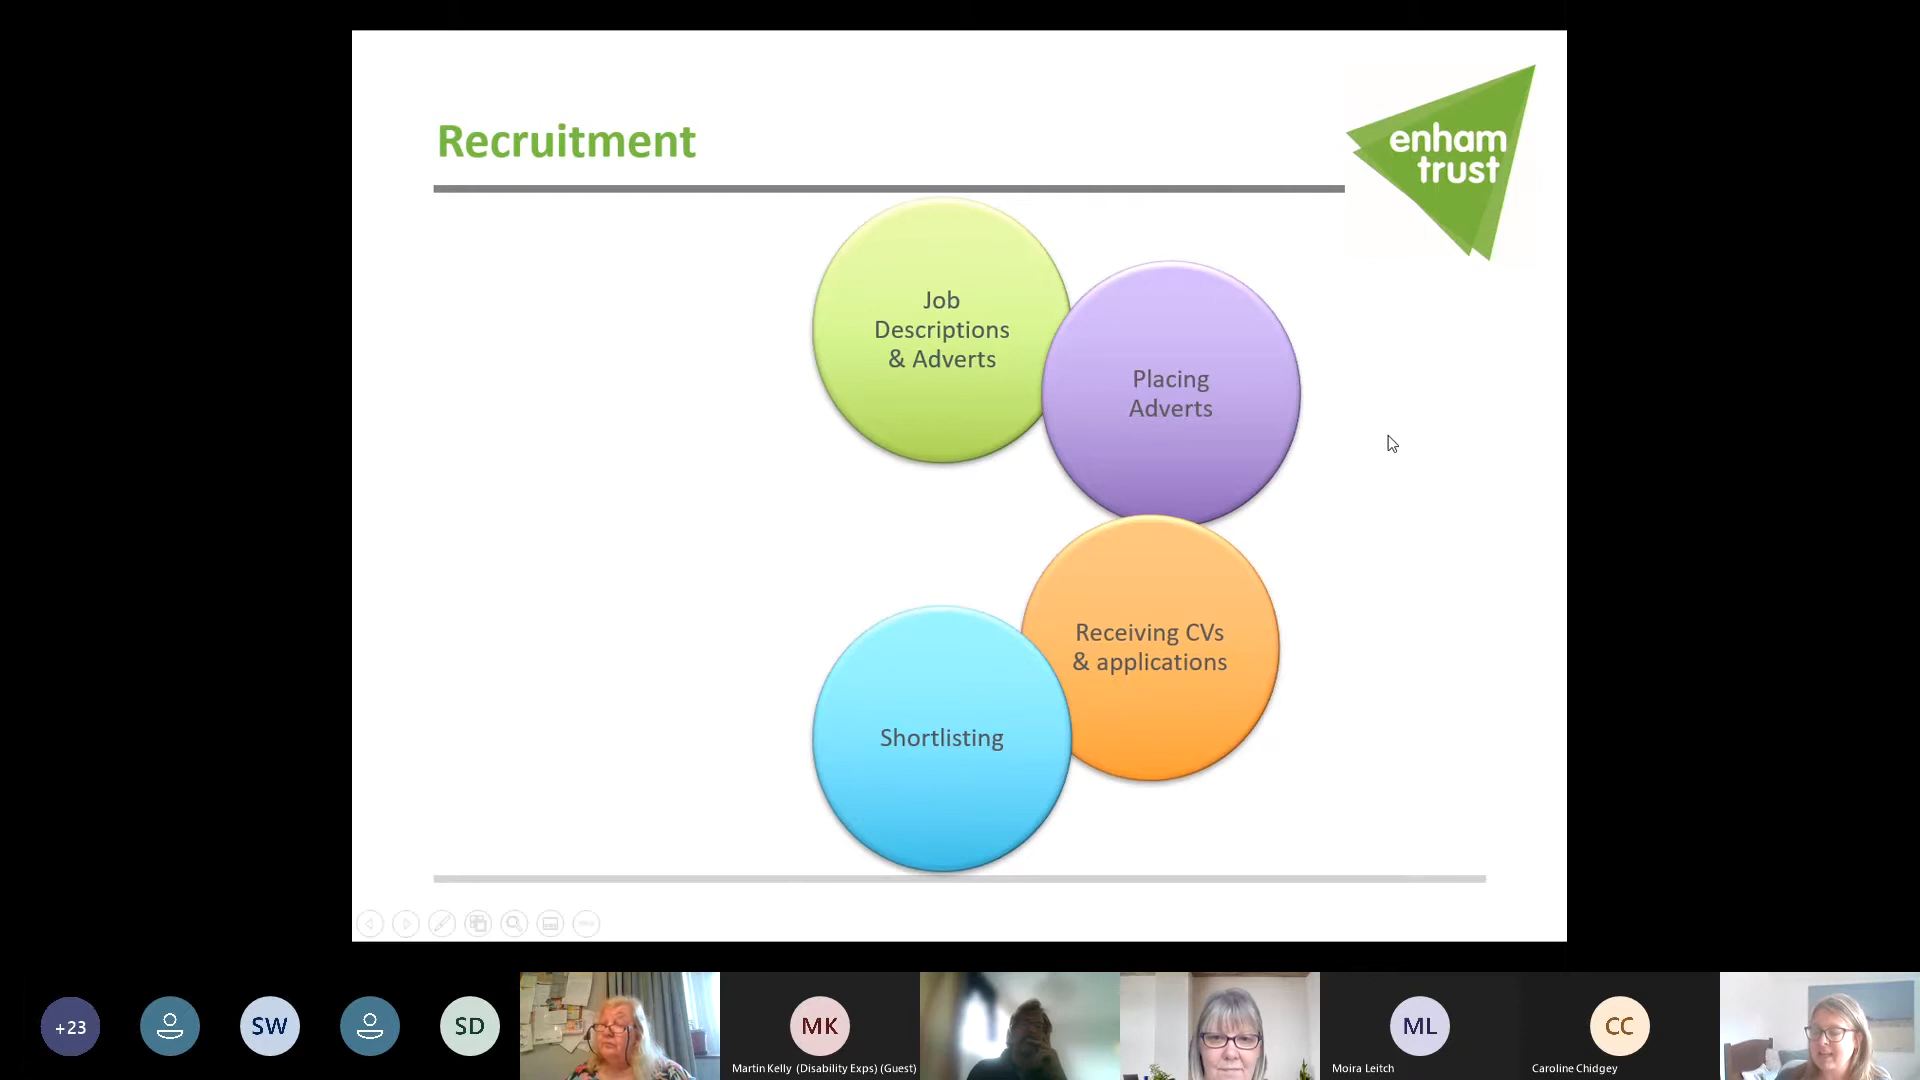 Recruitment
enham
trust
Job
Descriptions
& Adverts
Placing
Adverts
Receiving CVs
& applications
Shortlisting
+23
SW
SD
MK
Martin Kelly (Disability Exps) (Guest)
ML
Moira Leitch
CC
Caroline Chidgey